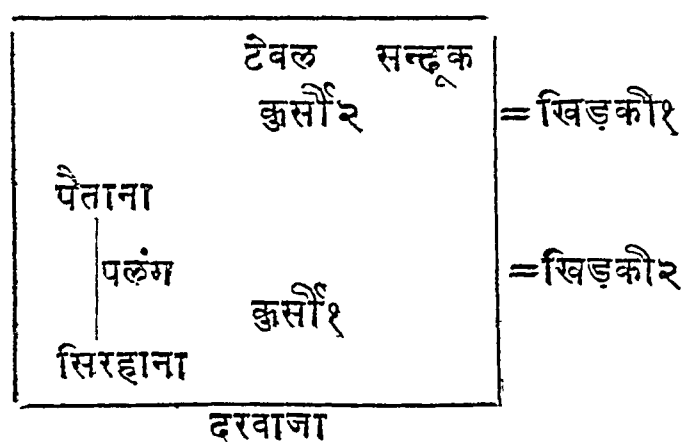 टेबल सन्दूक
कुर्सी२ =खिड़की१
पैताना
पलंग =खिड़की२
कुर्सी१
सिरहाना
दरवाजा